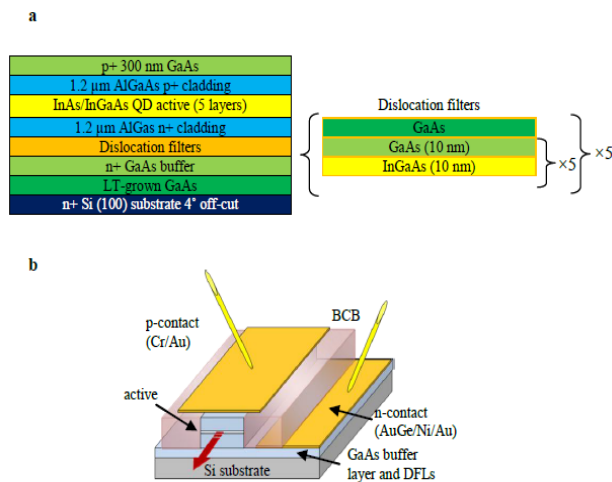 a
p+ 300 nm GaAs
1.2 μm AlGaAs p+ cladding
InAs/InGaAs QD active (5 layers)
1.2 μm AlGas n+ cladding
Dislocation filters
n+ GaAs buffer
LT-grown GaAs
n+ Si (100) substrate 4˚ off-cut
Dislocation filters
GaAs
GaAs (10 nm)
InGaAs (10 nm)
×5
×5
b
p-contact
(Cr/Au)
BCB
active
n-contact
(AuGe/Ni/Au)
GaAs buffer
layer and DFLs
Si substrate